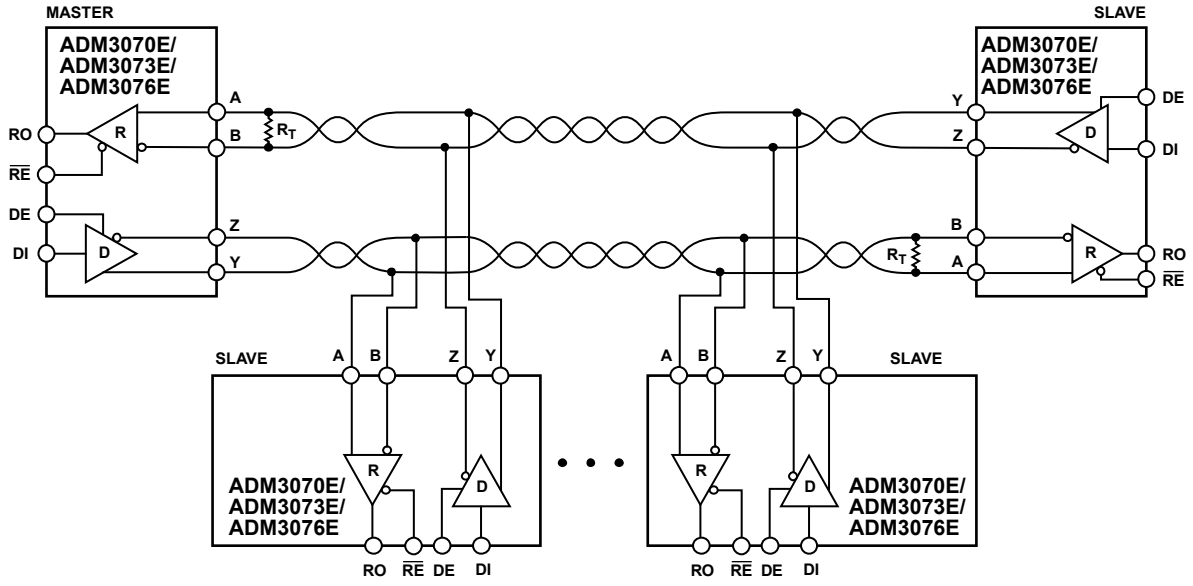 MASTER
SLAVE
ADM3070E/
ADM3073E/
ADM3076E
ADM3070E/
ADM3073E/
ADM3076E
A
Y
DE
RO
R
B
RT
Z
D
DI
RE
DE
Z
B
DI
D
Y
RT
A
R
RO
RE
SLAVE
A
B
Z
Y
A
B
Z
Y
SLAVE
R
D
R
D
ADM3070E/
ADM3073E/
ADM3076E
ADM3070E/
ADM3073E/
ADM3076E
RO
RE
DE
DI
RO
RE
DE
DI